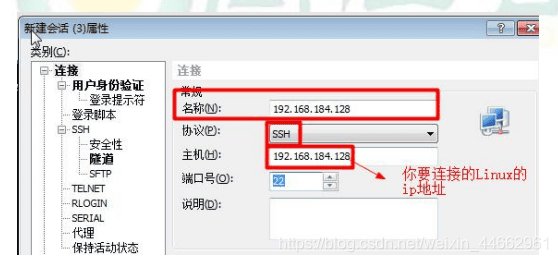 新建会话 (3)属性
类别(C):
连接
用户身份验证
登录提示符
登录脚本
SSH
安全性
隧道
SFTP
TELNET
RLOGIN
SERIAL
代理
保持活动状态
连接
常规
名称(N):
192.168.184.128
协议(P):
SSH
主机(H):
192.168.184.128
端口号(O):
22
说明(D):
你要连接的Linux的
ip地址
https://blog.csdn.net/weixin_44662961